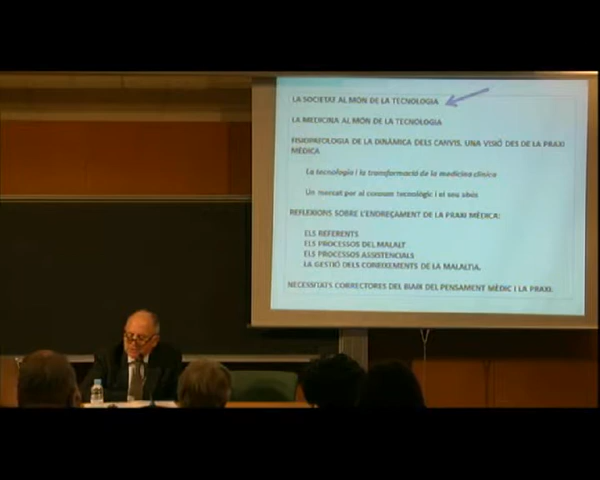 LA SOCIETAT AL MÓN DE LA TECNOLOGIA
LA MEDICINA AL MÓN DE LA TECNOLOGIA
FISIOPATOLOGIA DE LA DINÀMICA DELS CANVIS. UNA VISIÓ DES DE LA PRAXI
MÈDICA
La tecnologia i la transformació de la medicina clínica
Un mercat per al consum tecnològic i el seu abús
REFLEXIONS SOBRE L'ENDREÇAMENT DE LA PRAXI MÈDICA:
ELS REFERENTS
ELS PROCESSOS DEL MALALT
ELS PROCESSOS ASSISTENCIALS
LA GESTIÓ DELS CONEIXEMENTS DE LA MALALTIA.
NECESSITATS CORRECTORES DEL BIAIX DEL PENSAMENT MÈDIC I LA PRAXI.